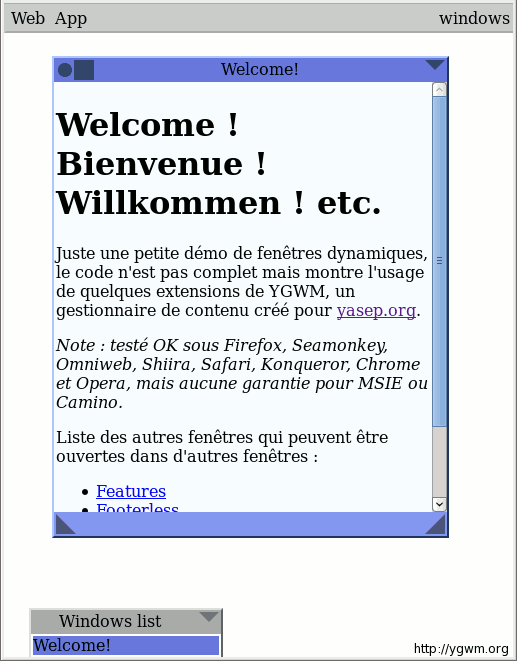 Web App windows
Welcome!
Welcome !
Bienvenue !
Willkommen ! etc.
Juste une petite démo de fenêtres dynamiques,
le code n'est pas complet mais montre l'usage
de quelques extensions de YGWM, un
gestionnaire de contenu créé pour yasep.org.
Note : testé OK sous Firefox, Seamonkey,
Omniweb, Shiira, Safari, Konqueror, Chrome
et Opera, mais aucune garantie pour MSIE ou
Camino.
Liste des autres fenêtres qui peuvent être
ouvertes dans d'autres fenêtres :
• Features
• Footerless
Windows list
Welcome!
http://ygwm.org